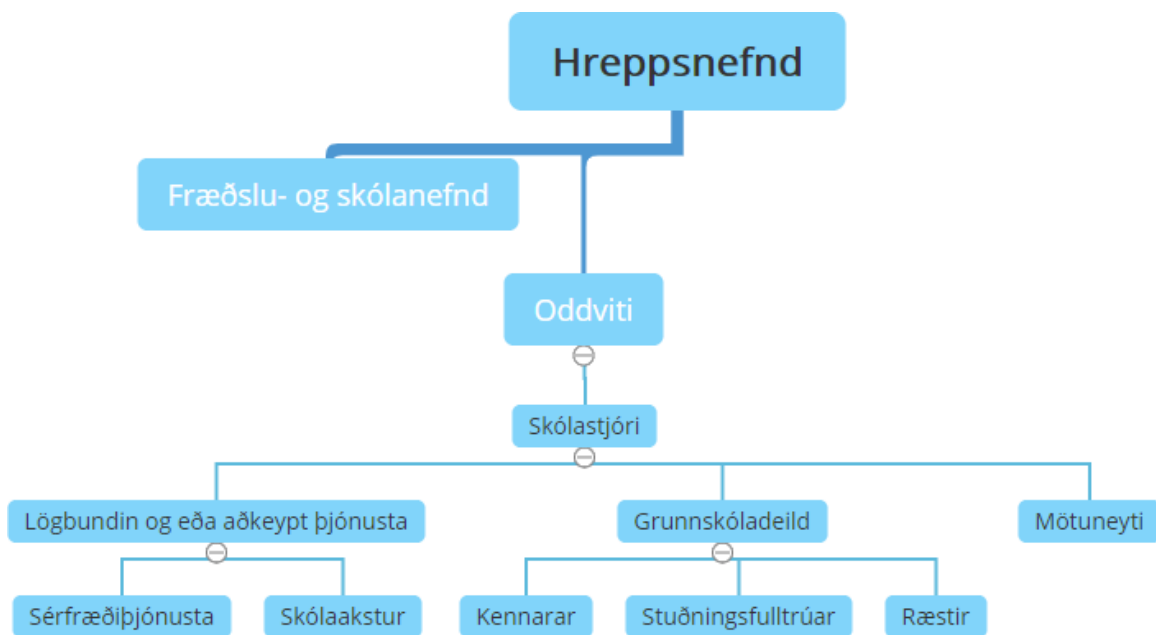 Hreppsnefnd
Fræðslu- og skólanefnd
Oddviti
Skólastjóri
Lögbundin og eða aðkeypt þjónusta
Grunnskóladeild
Mötuneyti
Sérfræðiþjónusta
Skólaakstur
Kennarar
Stuðningsfulltrúar
Ræstir